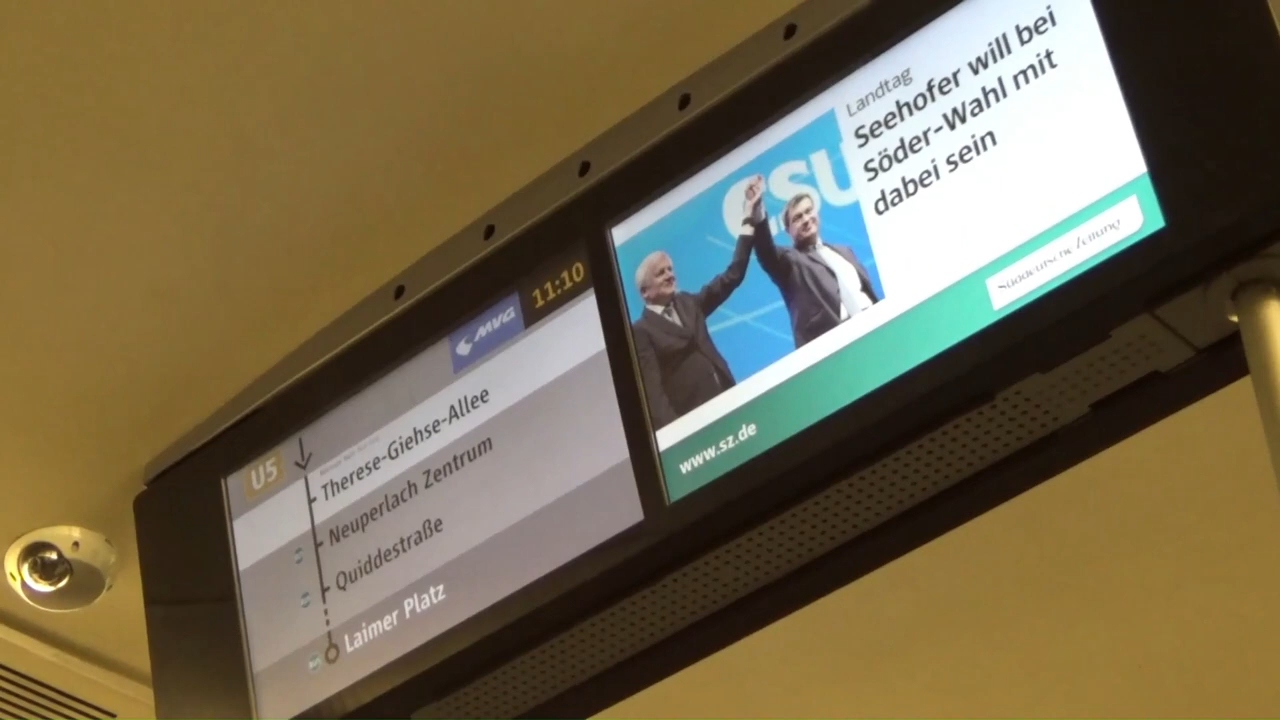 11:10
MVG
U5
Therese-Giehse-Allee
Neuperlach Zentrum
Quiddestraße
Laimer Platz
CSU
Landtag
Seehofer will bei
Söder-Wahl mit
dabei sein
Süddeutsche Zeitung
www.sz.de